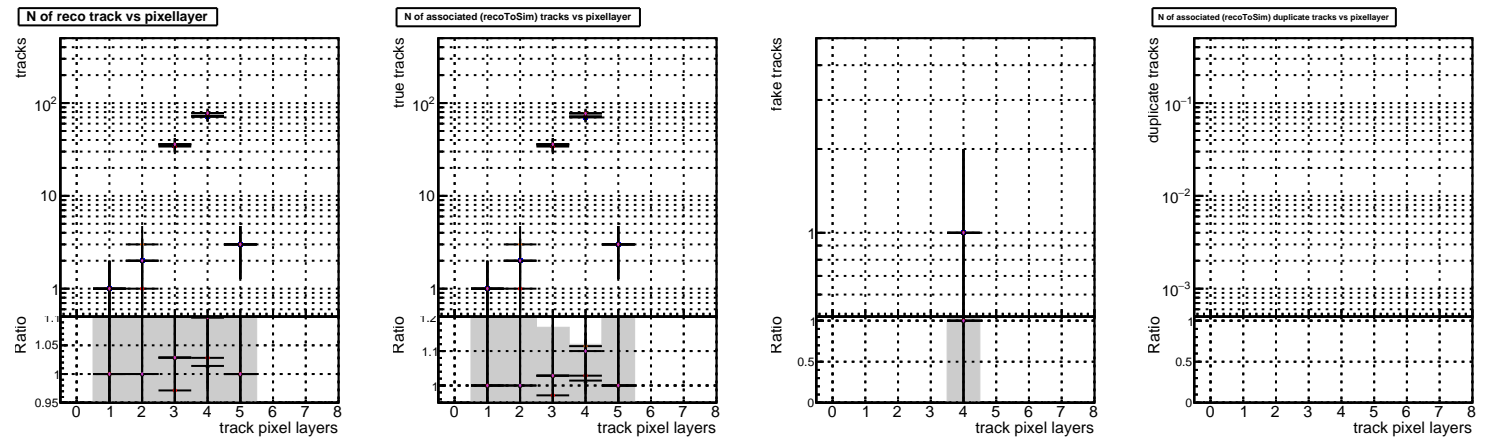 N of reco track vs pixellayer
tracks
10²
10
1
Ratio
1.1
1.05
1
0.95
0 1 2 3 4 5 6 7 8
track pixel layers
N of associated (recoToSim) tracks vs pixellayer
true tracks
10²
10
1
Ratio
1.2
1.1
1
0 1 2 3 4 5 6 7 8
track pixel layers
fake tracks
1
Ratio
1
0.5
0
0 1 2 3 4 5 6 7 8
track pixel layers
N of associated (recoToSim) duplicate tracks vs pixellayer
duplicate tracks
10⁻¹
10⁻²
10⁻³
Ratio
1
0.5
0
0 1 2 3 4 5 6 7 8
track pixel layers